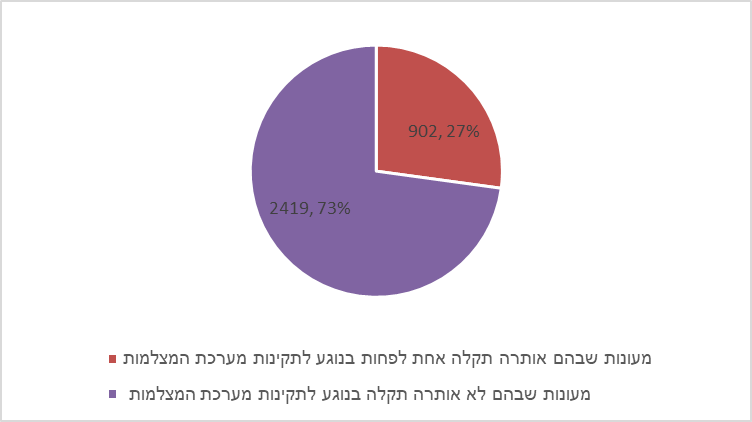 902, 27%
2419, 73%
מעונות שבהם אותרה תקלה אחת לפחות בנוגע לתקינות מערכת המצלמות
מעונות שבהם לא אותרה תקלה בנוגע לתקינות מערכת המצלמות